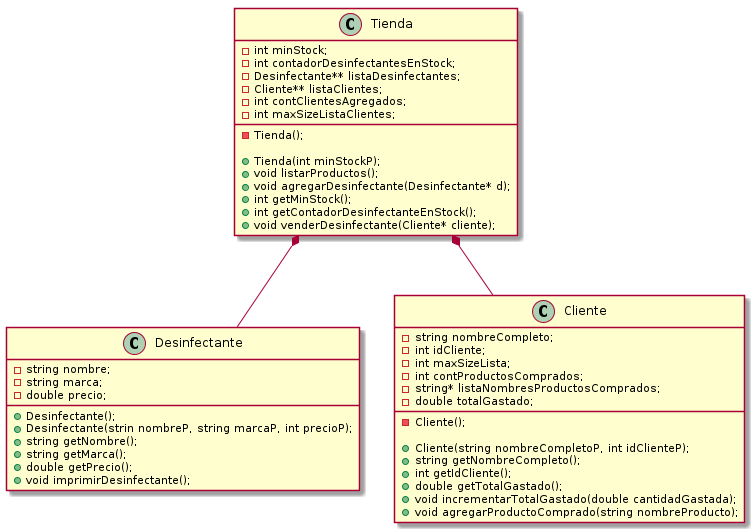 C Tienda
int minStock;
int contadorDesinfectantesEnStock;
Desinfectante** listaDesinfectantes;
Cliente** listaClientes;
int contClientesAgregados;
int maxSizeListaClientes;
Tienda();
Tienda(int minStockP);
void listarProductos();
void agregarDesinfectante(Desinfectante* d);
int getMinStock();
int getContadorDesinfectanteEnStock();
void venderDesinfectante(Cliente* cliente);
C Desinfectante
string nombre;
string marca;
double precio;
Desinfectante();
Desinfectante(strin nombreP, string marcaP, int precioP);
string getNombre();
string getMarca();
double getPrecio();
void imprimirDesinfectante();
C Cliente
string nombreCompleto;
int idCliente;
int maxSizeLista;
int contProductosComprados;
string* listaNombresProductosComprados;
double totalGastado;
Cliente();
Cliente(string nombreCompletoP, int idClienteP);
string getNombreCompleto();
int getIdCliente();
double getTotalGastado();
void incrementarTotalGastado(double cantidadGastada);
void agregarProductoComprado(string nombreProducto);